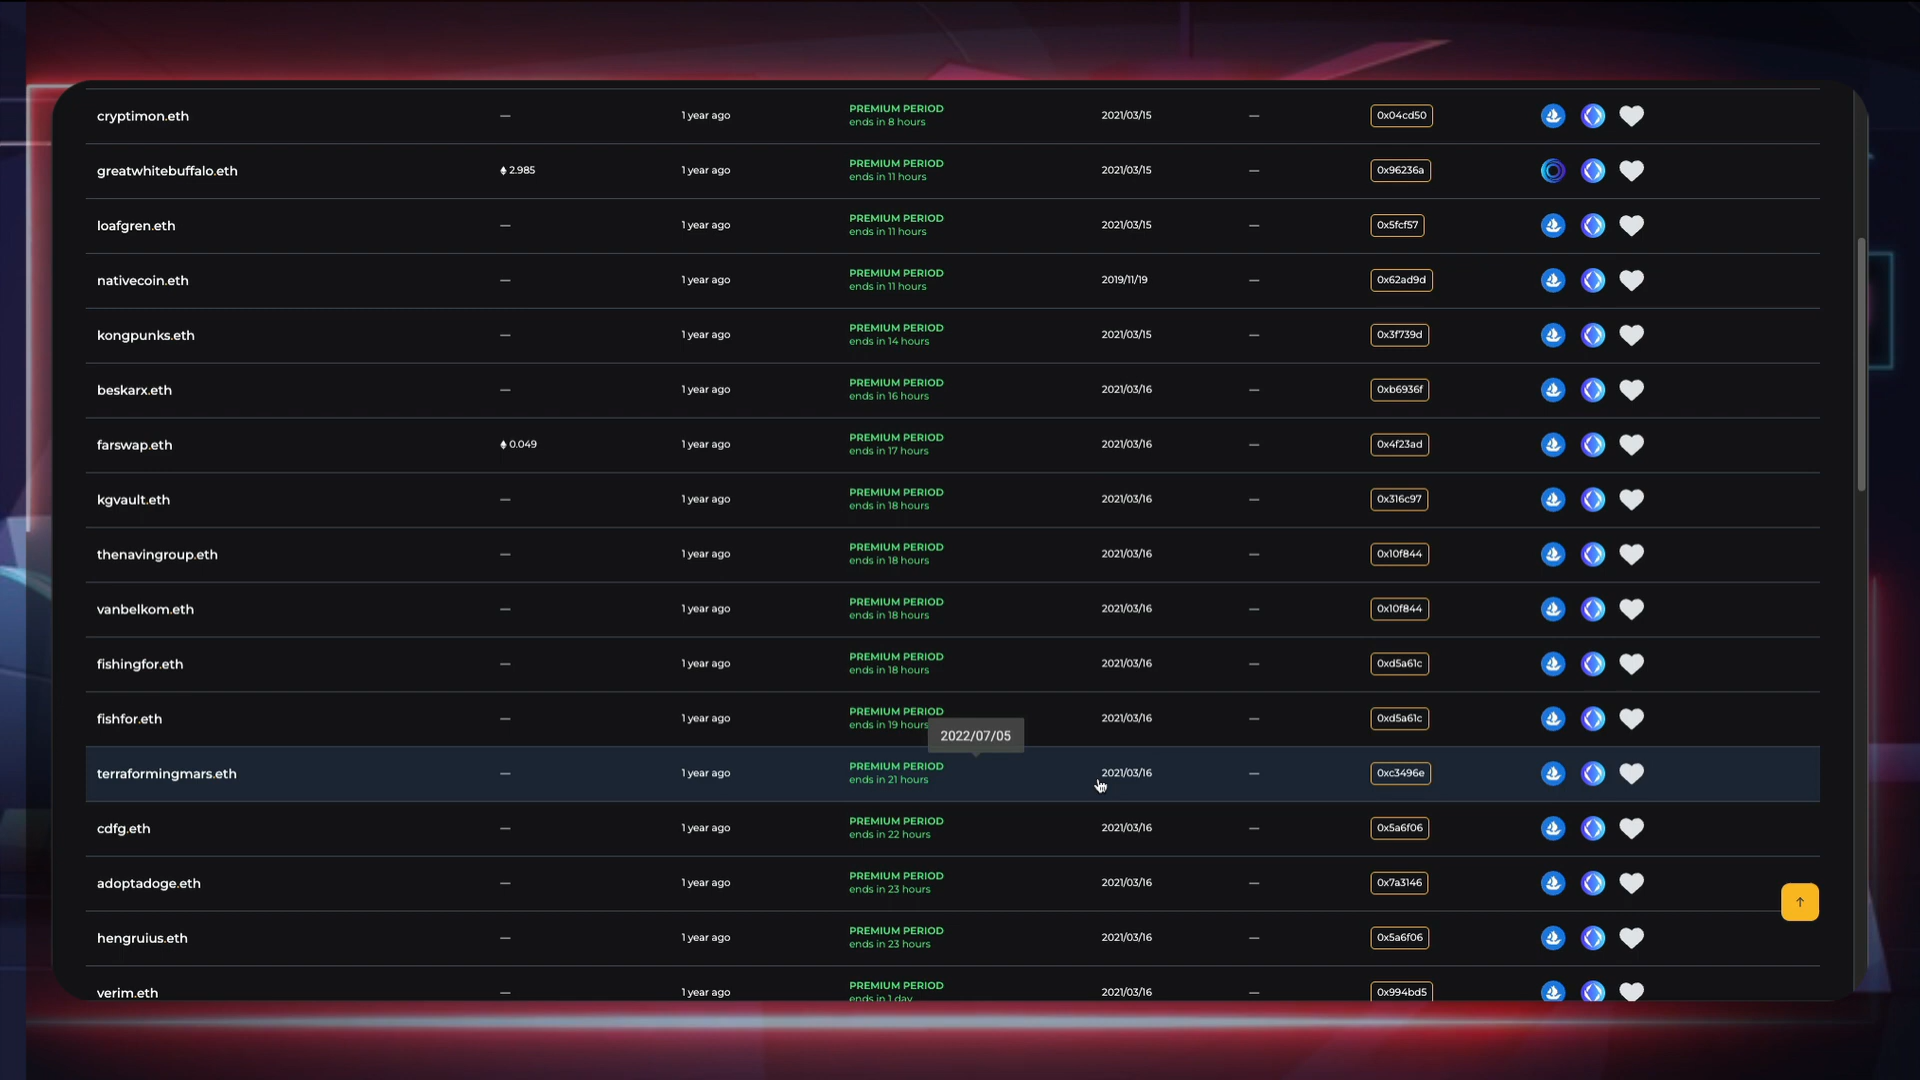 cryptimon.eth — 1 year ago PREMIUM PERIOD 2021/03/15 — 0x04cd50
ends in 8 hours
greatwhitebuffalo.eth 2.985 1 year ago PREMIUM PERIOD 2021/03/15 — 0x96236a
ends in 11 hours
loafgren.eth — 1 year ago PREMIUM PERIOD 2021/03/15 — 0x5fcf57
ends in 11 hours
nativecoin.eth — 1 year ago PREMIUM PERIOD 2019/11/19 — 0x62ad9d
ends in 11 hours
kongpunks.eth — 1 year ago PREMIUM PERIOD 2021/03/15 — 0x3f739d
ends in 14 hours
beskarx.eth — 1 year ago PREMIUM PERIOD 2021/03/16 — 0xb6936f
ends in 16 hours
farswap.eth 0.049 1 year ago PREMIUM PERIOD 2021/03/16 — 0x4f23ad
ends in 17 hours
kgvault.eth — 1 year ago PREMIUM PERIOD 2021/03/16 — 0x316c97
ends in 18 hours
thenavingroup.eth — 1 year ago PREMIUM PERIOD 2021/03/16 — 0x10f844
ends in 18 hours
vanbelkom.eth — 1 year ago PREMIUM PERIOD 2021/03/16 — 0x10f844
ends in 18 hours
fishingfor.eth — 1 year ago PREMIUM PERIOD 2021/03/16 — 0xd5a61c
ends in 18 hours
fishfor.eth — 1 year ago PREMIUM PERIOD 2021/03/16 — 0xd5a61c
ends in 19 hours
2022/07/05
terraformingmars.eth — 1 year ago PREMIUM PERIOD 2021/03/16 — 0xc3496e
ends in 21 hours
cdfg.eth — 1 year ago PREMIUM PERIOD 2021/03/16 — 0x5a6f06
ends in 22 hours
adoptadoge.eth — 1 year ago PREMIUM PERIOD 2021/03/16 — 0x7a3146
ends in 23 hours
hengruius.eth — 1 year ago PREMIUM PERIOD 2021/03/16 — 0x5a6f06
ends in 23 hours
verim.eth — 1 year ago PREMIUM PERIOD 2021/03/16 — 0x994bd5
ends in 1 day